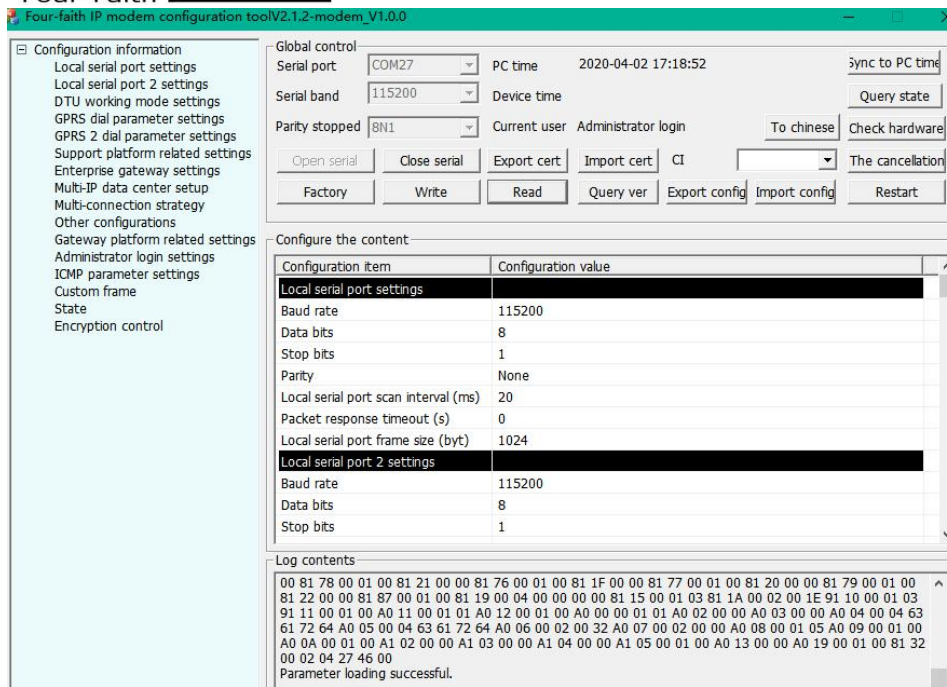 Four-faith IP modem configuration toolV2.1.2-modem_V1.0.0
Configuration information
Local serial port settings
Local serial port 2 settings
DTU working mode settings
GPRS dial parameter settings
GPRS 2 dial parameter settings
Support platform related settings
Enterprise gateway settings
Multi-IP data center setup
Multi-connection strategy
Other configurations
Gateway platform related settings
Administrator login settings
ICMP parameter settings
Custom frame
State
Encryption control
Global control
Serial port COM27 PC time 2020-04-02 17:18:52 Sync to PC time
Serial band 115200 Device time Query state
Parity stopped 8N1 Current user Administrator login To chinese Check hardware
Open serial Close serial Export cert Import cert CI The cancellation
Factory Write Read Query ver Export config Import config Restart
Configure the content
Configuration item Configuration value
Local serial port settings
Baud rate 115200
Data bits 8
Stop bits 1
Parity None
Local serial port scan interval (ms) 20
Packet response timeout (s) 0
Local serial port frame size (byt) 1024
Local serial port 2 settings
Baud rate 115200
Data bits 8
Stop bits 1
Log contents
00 81 78 00 01 00 81 21 00 00 81 76 00 01 00 81 1F 00 00 81 77 00 01 00 81 20 00 00 81 79 00 01 00
81 22 00 00 81 87 00 01 00 81 19 00 04 00 00 00 00 81 15 00 01 03 81 1A 00 02 00 1E 91 10 00 01 03
91 11 00 01 00 A0 11 00 01 01 A0 12 00 01 00 A0 00 00 01 01 A0 02 00 00 A0 03 00 00 A0 04 00 04 63
61 72 64 A0 05 00 04 63 61 72 64 A0 06 00 02 00 32 A0 07 00 02 00 00 A0 08 00 01 05 A0 09 00 01 00
A0 0A 00 01 00 A1 02 00 00 A1 03 00 00 A1 04 00 00 A1 05 00 01 00 A0 13 00 00 A0 19 00 01 00 81 32
00 02 04 27 46 00
Parameter loading successful.